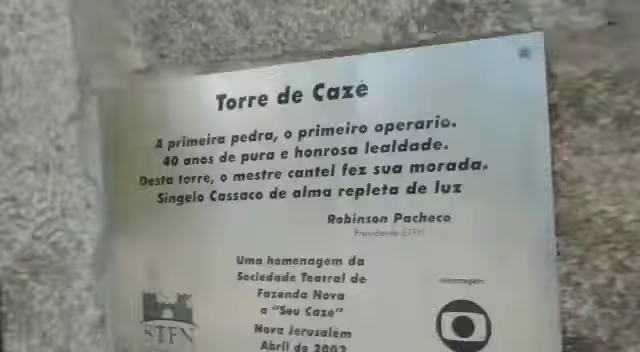 Torre de Cazé
A primeira pedra, o primeiro operario.
40 anos de pura e honrosa lealdade.
Desta torre, o mestre cantel fez sua morada.
Singelo Cassaco de alma repleta de luz
Robinson Pacheco
Presidente STFN
Uma homenagem da
Sociedade Teatral de
Fazenda Nova
a "Seu Cazé"
Nova Jerusalém
Abril de 2002
STFN